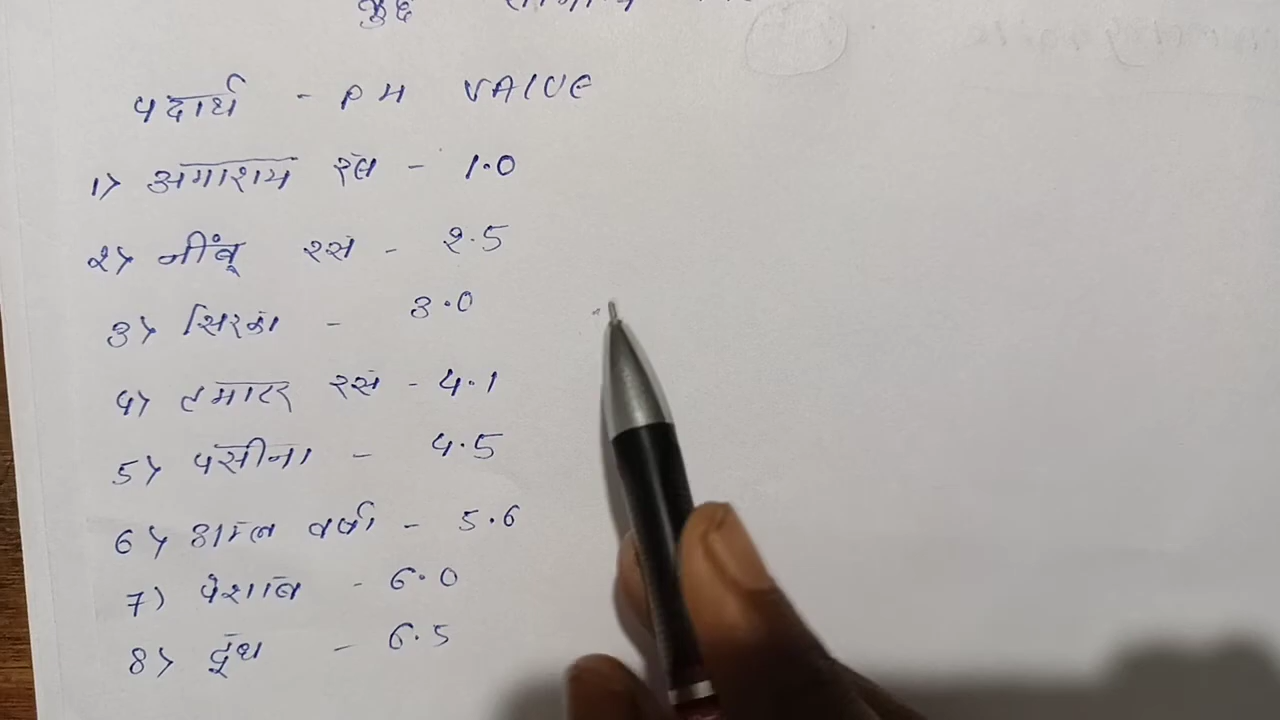 कुछ
पदार्थ - PH VALUE
1> अमाशय रस - 1.0
2> नींबू रस - 2.5
3> सिरका - 3.0
4> टमाटर रस - 4.1
5> पसीना - 4.5
6> अम्ल वर्षा - 5.6
7) पेशाब - 6.0
8> दूध - 6.5